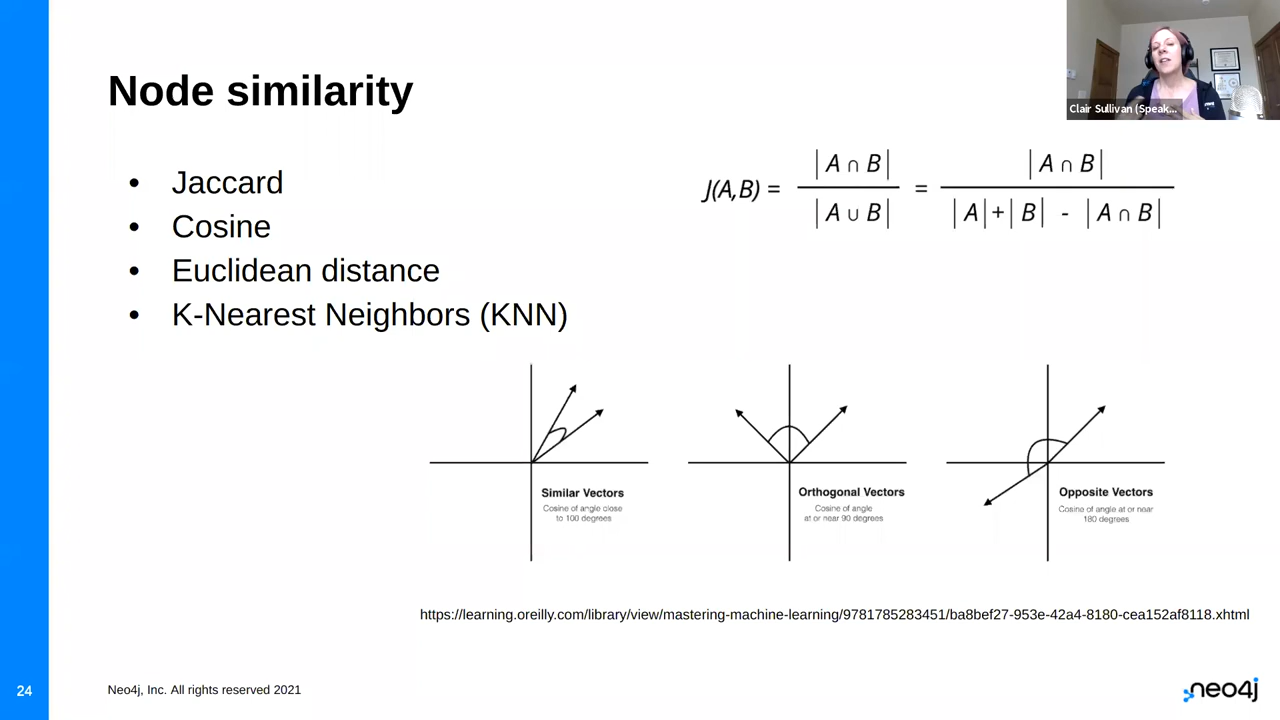 Node similarity
Clair Sullivan (Speak...
• Jaccard
• Cosine
• Euclidean distance
• K-Nearest Neighbors (KNN)
J(A,B) = |A ∩ B| / |A ∪ B| = |A ∩ B| / |A|+|B| - |A ∩ B|
Similar Vectors
Cosine of angle close
to 100 degrees
Orthogonal Vectors
Cosine of angle
at or near 90 degrees
Opposite Vectors
Cosine of angle at or near
180 degrees
https://learning.oreilly.com/library/view/mastering-machine-learning/9781785283451/ba8bef27-953e-42a4-8180-cea152af8118.xhtml
24
Neo4j, Inc. All rights reserved 2021
neo4j